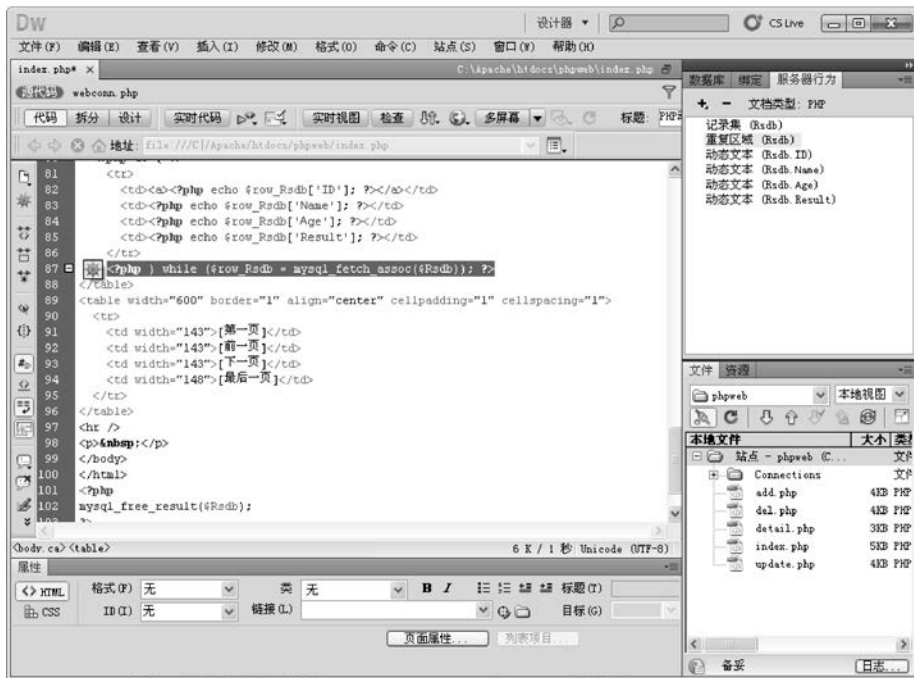 Dw 设计器 CS Live
文件(F) 编辑(E) 查看(V) 插入(I) 修改(M) 格式(O) 命令(C) 站点(S) 窗口(W) 帮助(H)
index.php* × C:\Apache\htdocs\phpweb\index.php
源代码 webconn.php
代码 拆分 设计 实时代码 实时视图 检查 多屏幕 标题:
地址: file:///C|/Apache/htdocs/phpweb/index.php
81 <tr>
82 <td><a><?php echo $row_Rsdb['ID']; ?></a></td>
83 <td><?php echo $row_Rsdb['Name']; ?></td>
84 <td><?php echo $row_Rsdb['Age']; ?></td>
85 <td><?php echo $row_Rsdb['Result']; ?></td>
86 </tr>
87 <?php } while ($row_Rsdb = mysql_fetch_assoc($Rsdb)); ?>
88 </table>
89 <table width="600" border="1" align="center" cellpadding="1" cellspacing="1">
90 <tr>
91 <td width="143">[第一页]</td>
92 <td width="143">[前一页]</td>
93 <td width="143">[下一页]</td>
94 <td width="148">[最后一页]</td>
95 </tr>
96 </table>
97 <hr />
98 <p>&nbsp;</p>
99 </body>
100 </html>
101 <?php
102 mysql_free_result($Rsdb);
103 ?>
<body.ca><table> 6 K / 1 秒 Unicode (UTF-8)
属性
<> HTML 格式(F) 无 类 无 B I 标题(T)
CSS ID(I) 无 链接(L) 目标(G)
页面属性... 列表项目...
数据库 绑定 服务器行为
+ - 文档类型: PHP
记录集 (Rsdb)
重复区域 (Rsdb)
动态文本 (Rsdb.ID)
动态文本 (Rsdb.Name)
动态文本 (Rsdb.Age)
动态文本 (Rsdb.Result)
文件 资源
phpweb 本地视图
本地文件 大小 类
站点 - phpweb (C... 文件
Connections 文件
add.php 4KB PHP
del.php 4KB PHP
detail.php 3KB PHP
index.php 5KB PHP
update.php 4KB PHP
备妥 日志...